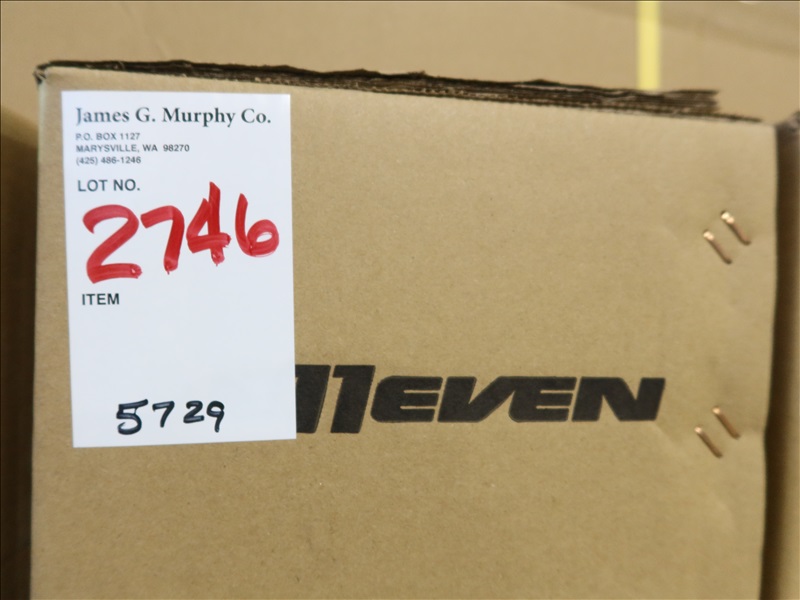 James G. Murphy Co.
P.O. BOX 1127
MARYSVILLE, WA 98270
(425) 486-1246
LOT NO.
2746
ITEM
5729
11EVEN